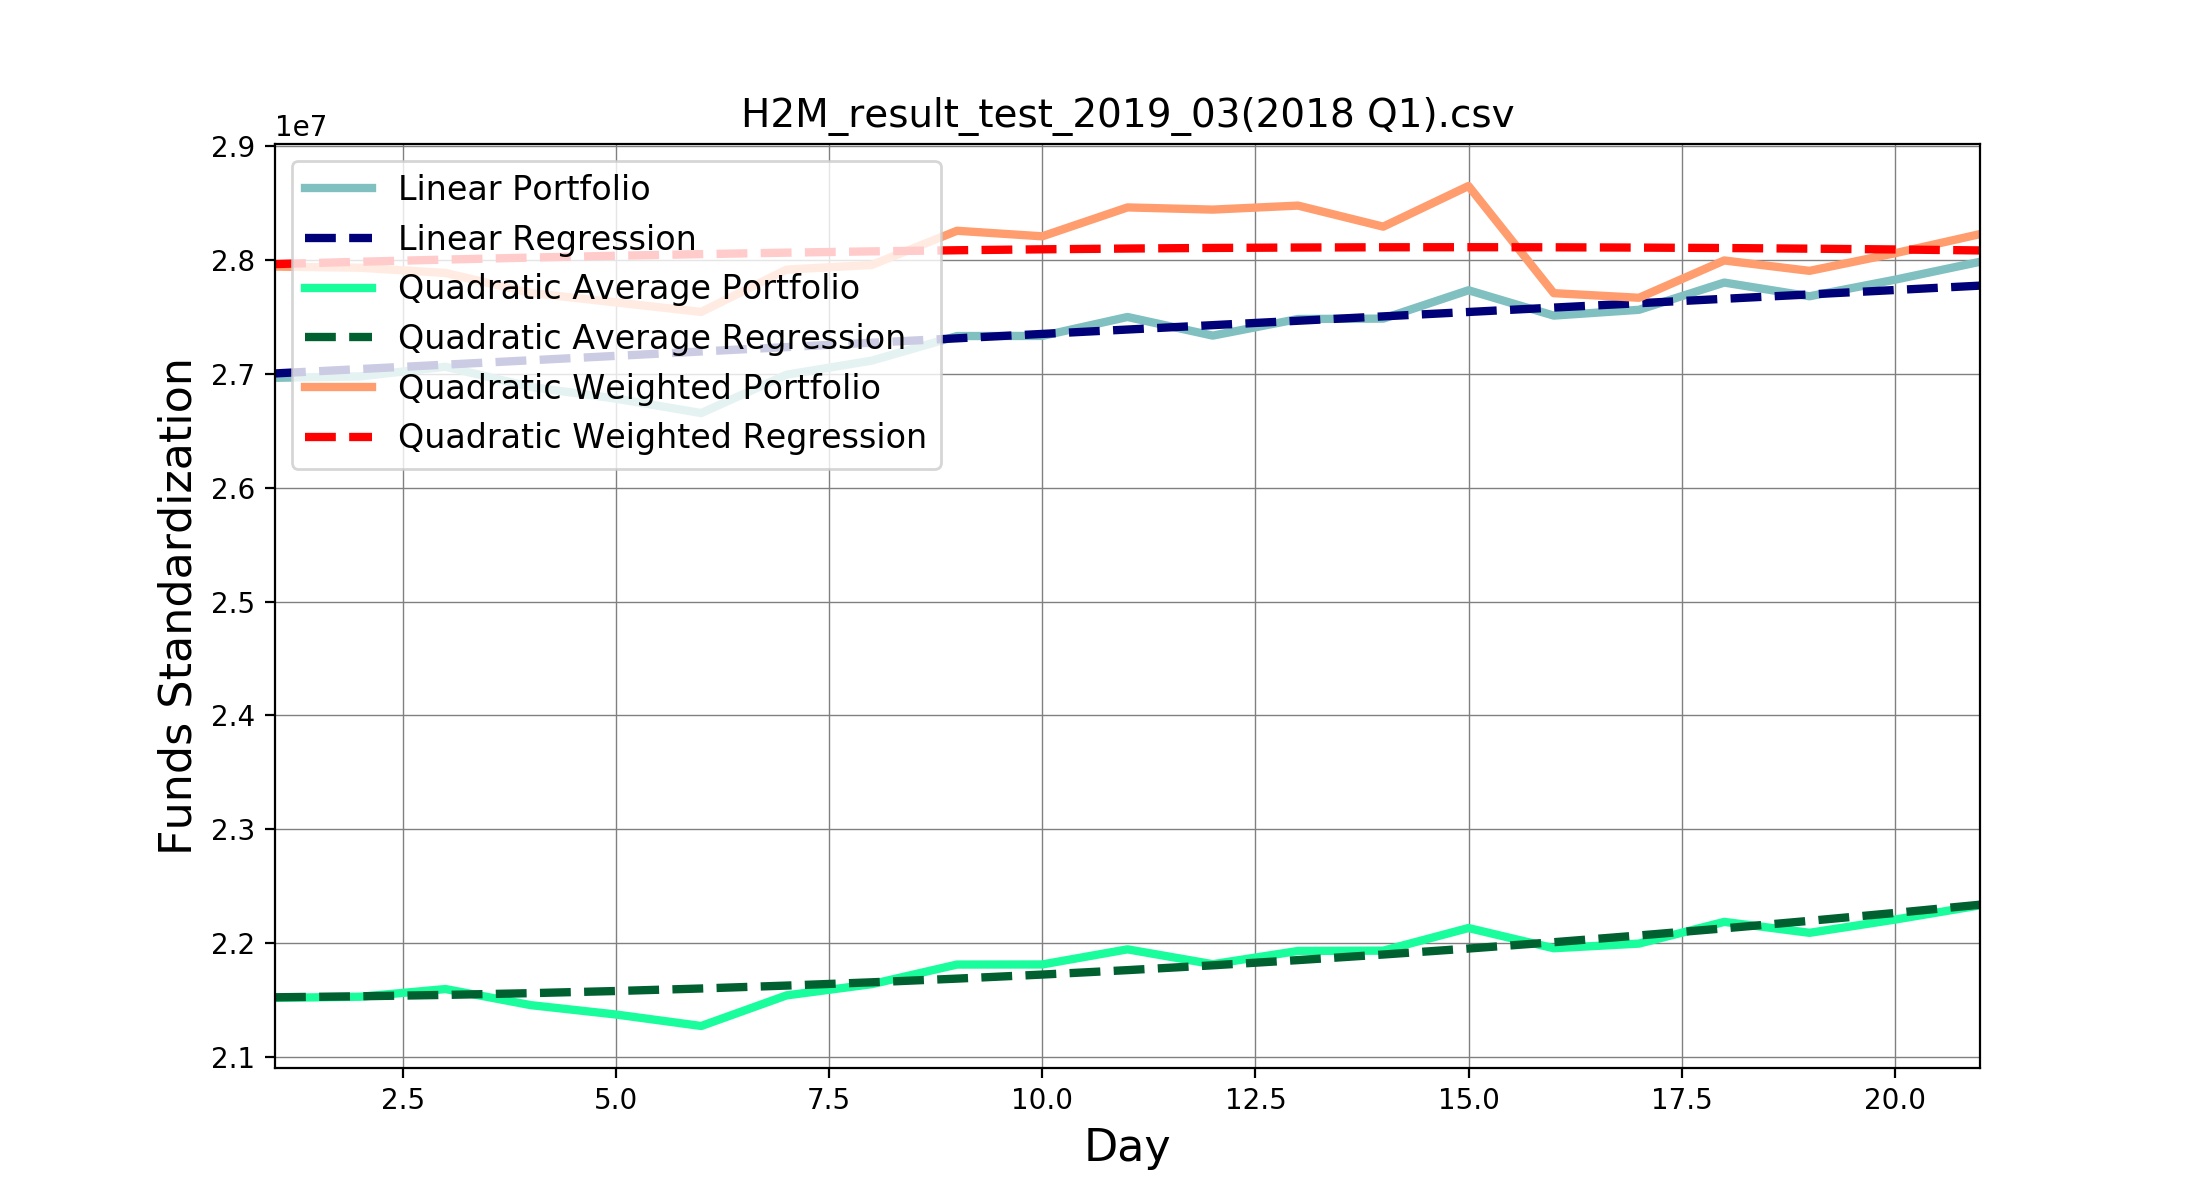 H2M_result_test_2019_03(2018 Q1).csv
1e7
2.9
2.8
2.7
2.6
2.5
2.4
2.3
2.2
2.1
Funds Standardization
Linear Portfolio
Linear Regression
Quadratic Average Portfolio
Quadratic Average Regression
Quadratic Weighted Portfolio
Quadratic Weighted Regression
2.5 5.0 7.5 10.0 12.5 15.0 17.5 20.0
Day